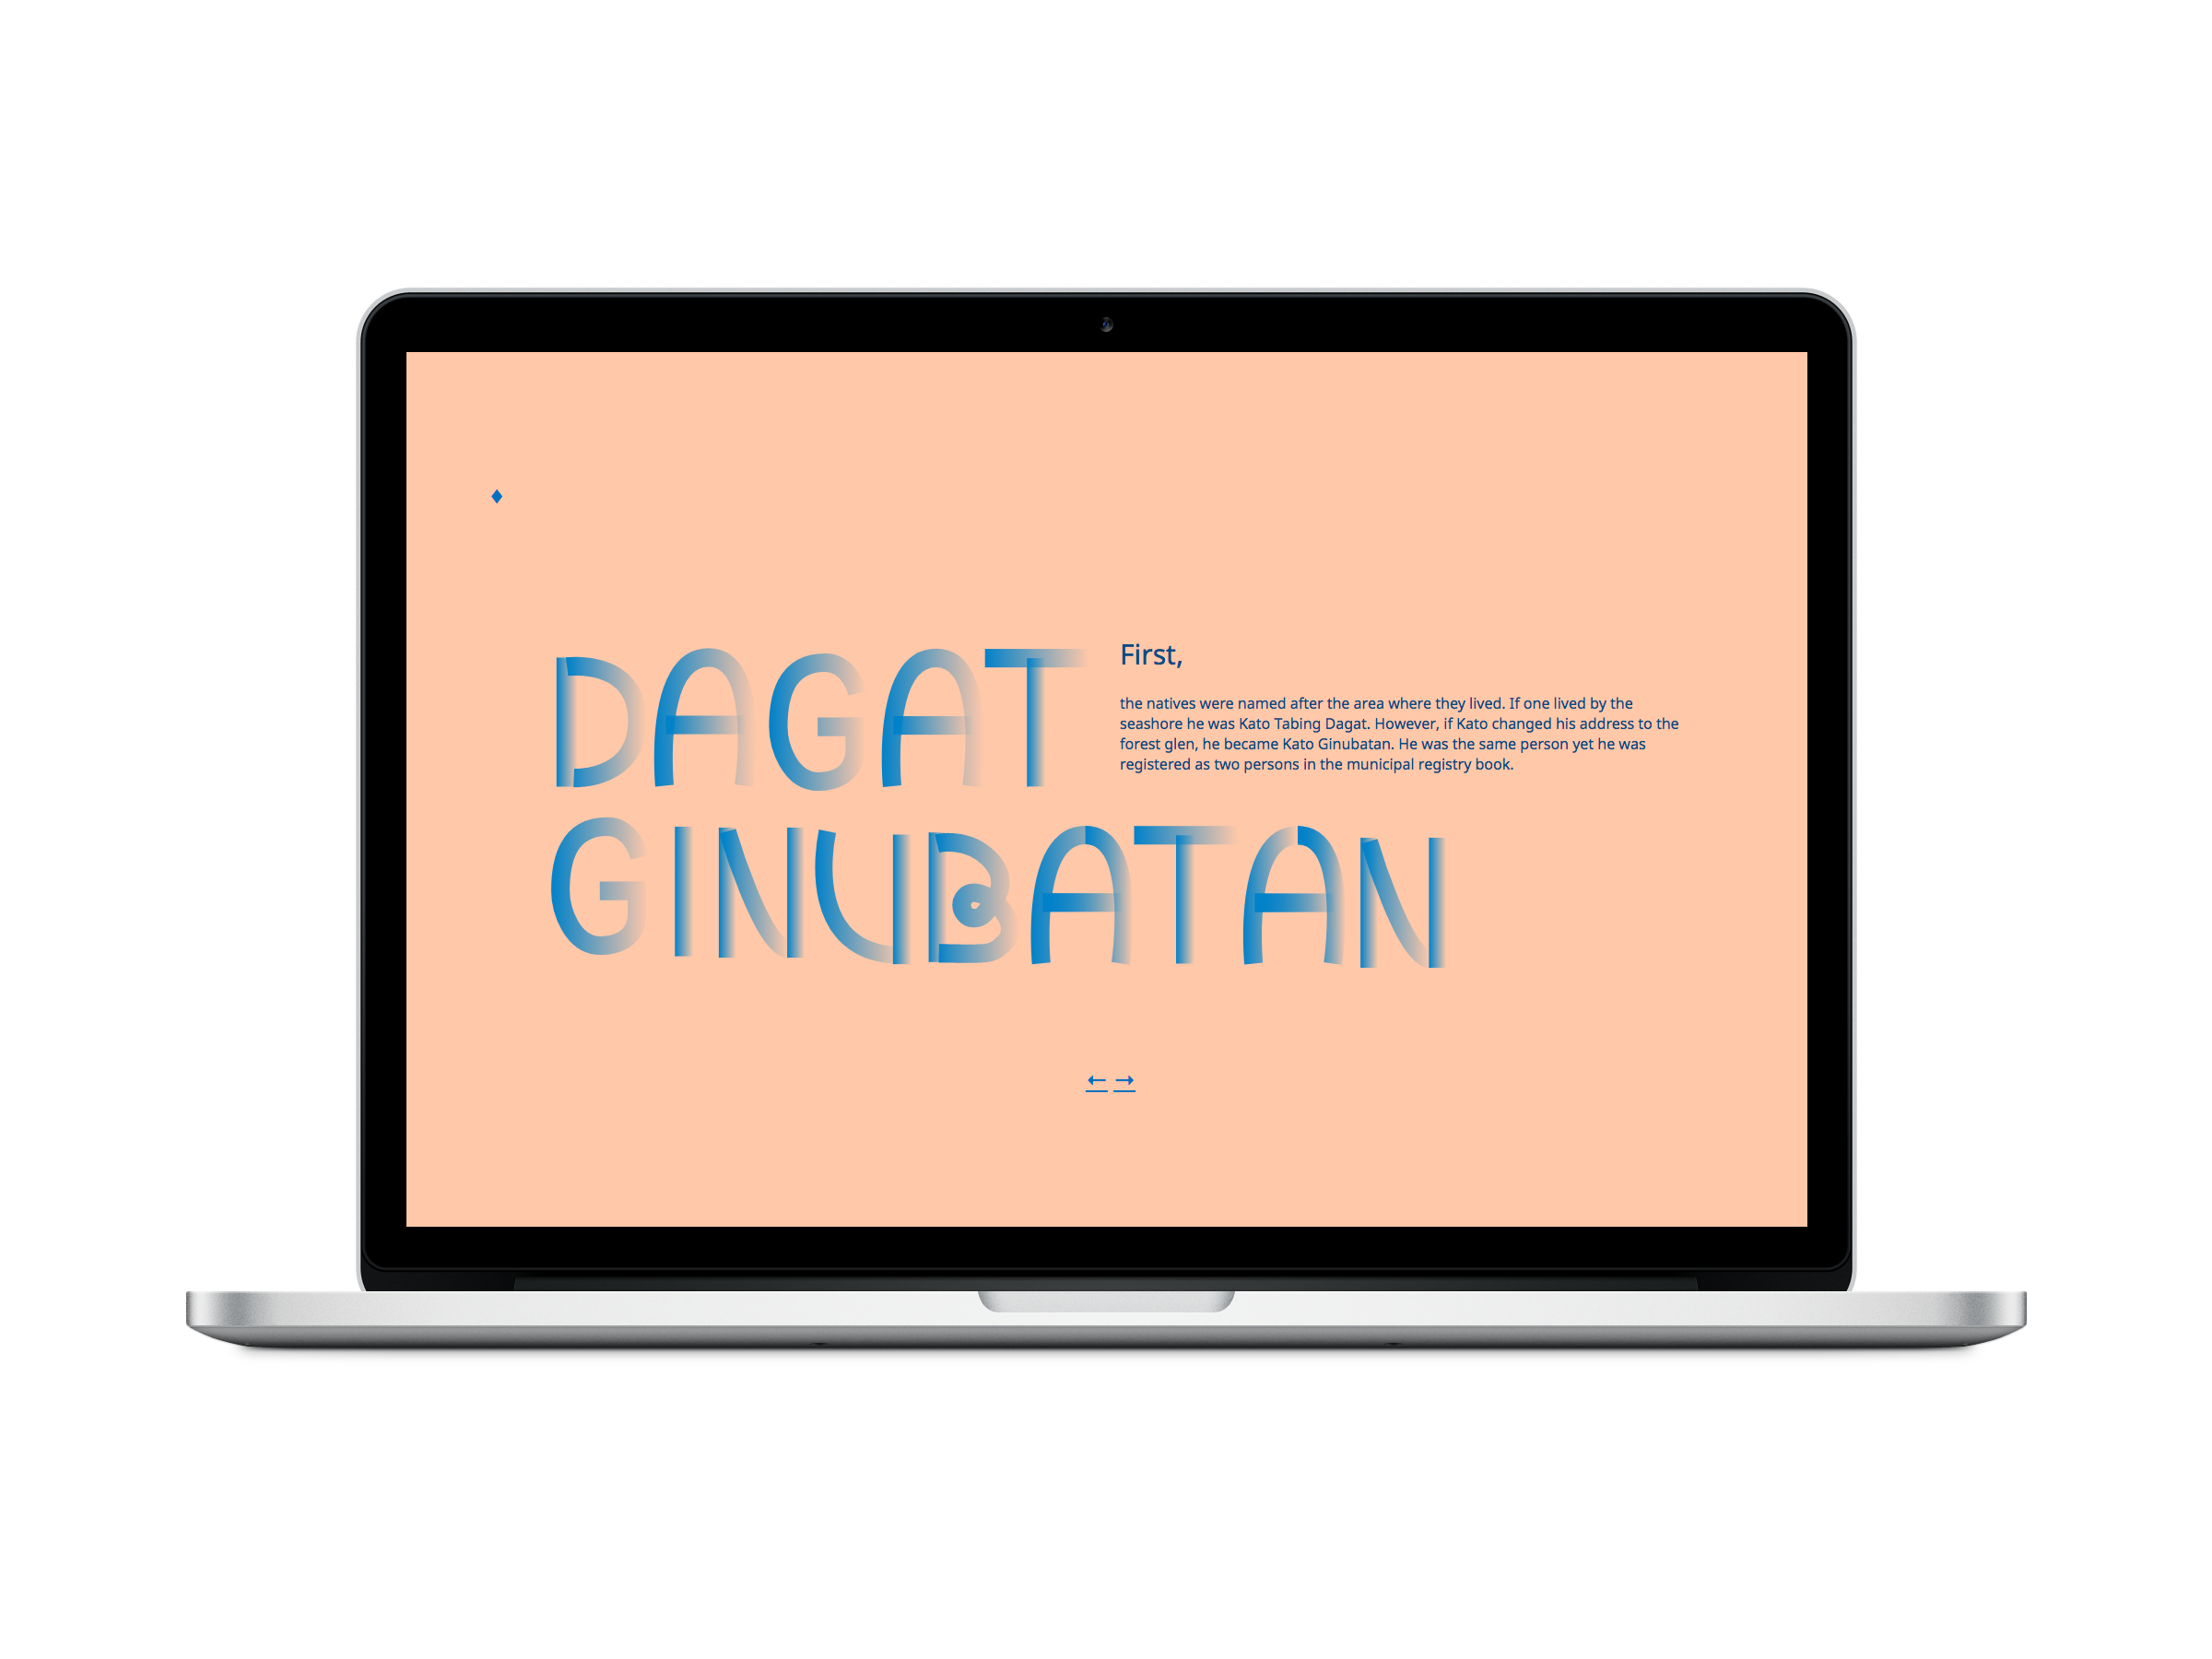 DAGAT
First,
the natives were named after the area where they lived. If one lived by the
seashore he was Kato Tabing Dagat. However, if Kato changed his address to the
forest glen, he became Kato Ginubatan. He was the same person yet he was
registered as two persons in the municipal registry book.
GINUBATAN